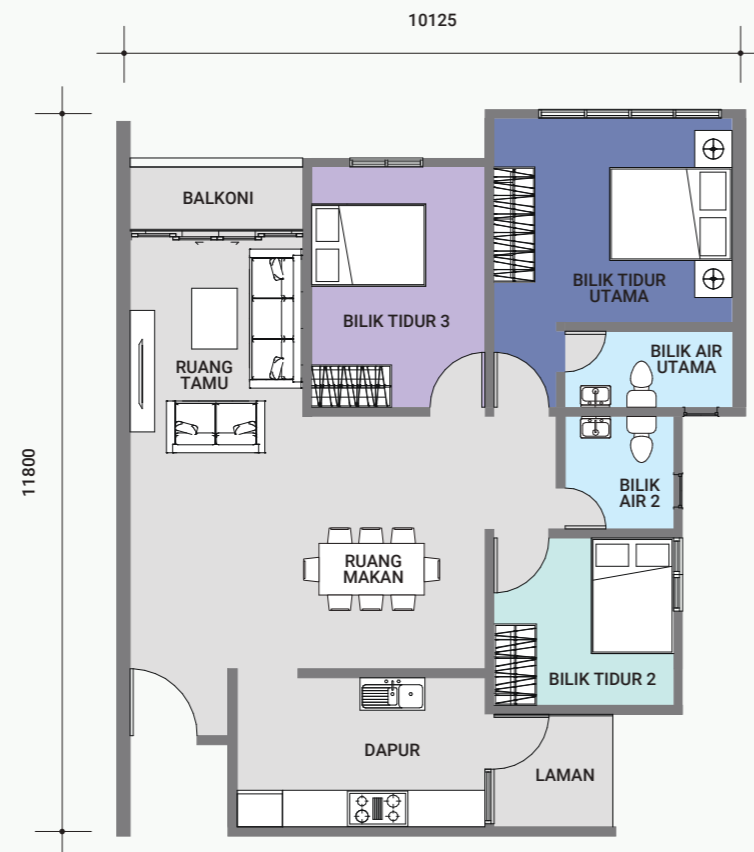 10125
11800
BALKONI
BILIK TIDUR
UTAMA
BILIK TIDUR 3
BILIK AIR
UTAMA
RUANG
TAMU
BILIK
AIR 2
RUANG
MAKAN
BILIK TIDUR 2
DAPUR
LAMAN